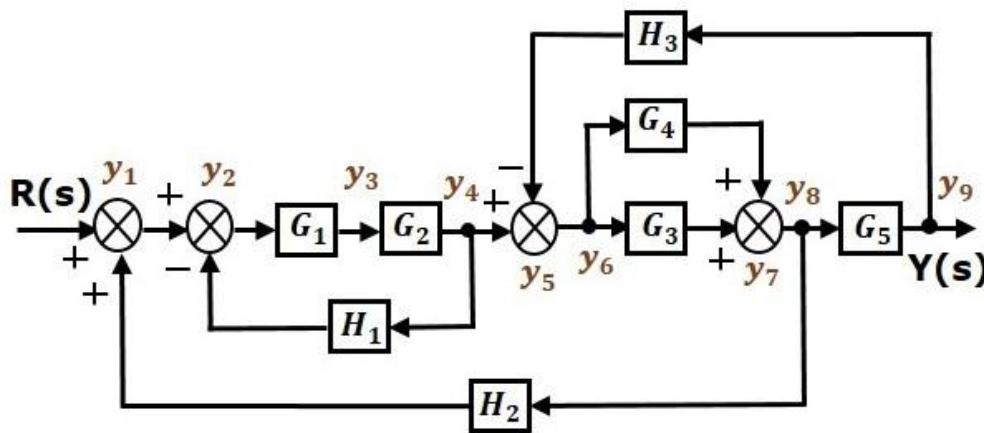 H₃
G₄
R(s) y₁ y₂ y₃ y₄ y₈ y₉
+ + + − +
G₁ G₂ G₃ G₅
+ − y₅ y₆ + y₇ Y(s)
+
H₁
H₂